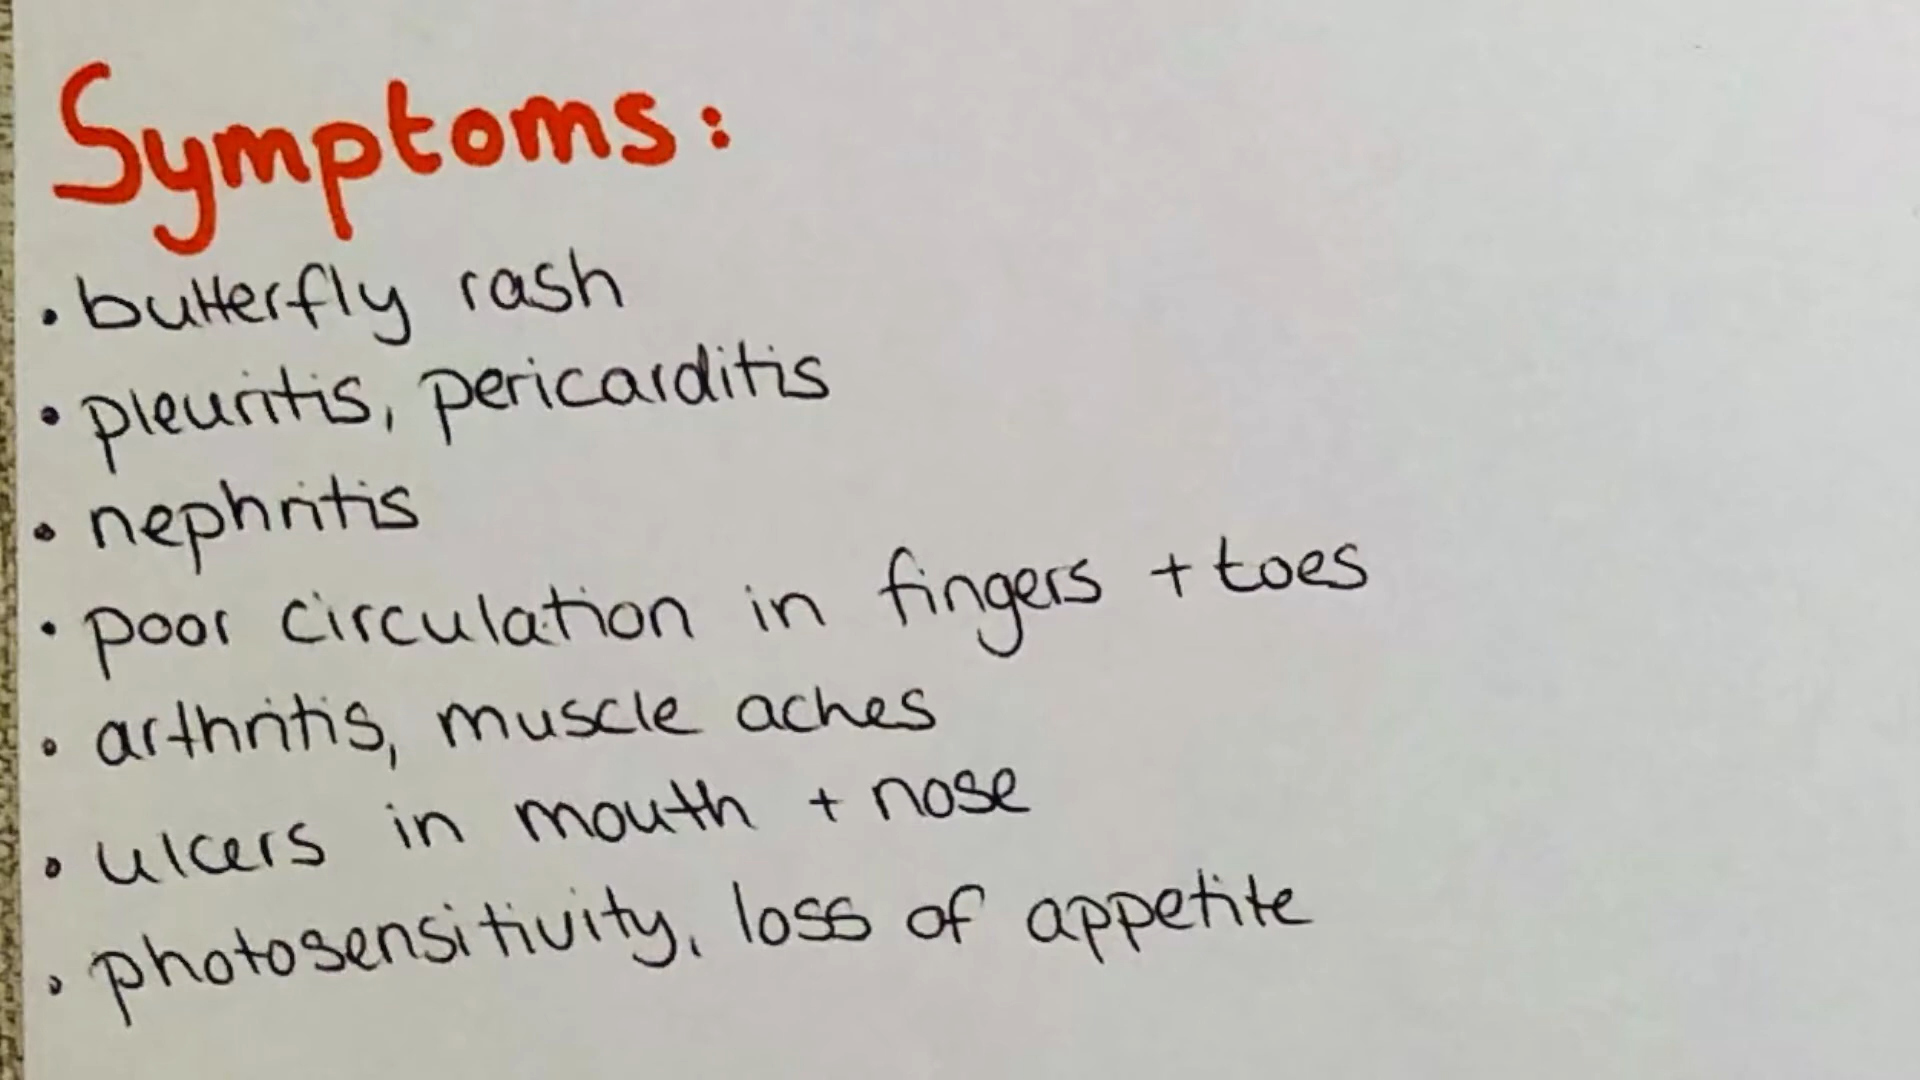 Symptoms:
• butterfly rash
• pleuritis, pericarditis
• nephritis
• poor circulation in fingers + toes
• arthritis, muscle aches
• ulcers in mouth + nose
• photosensitivity, loss of appetite